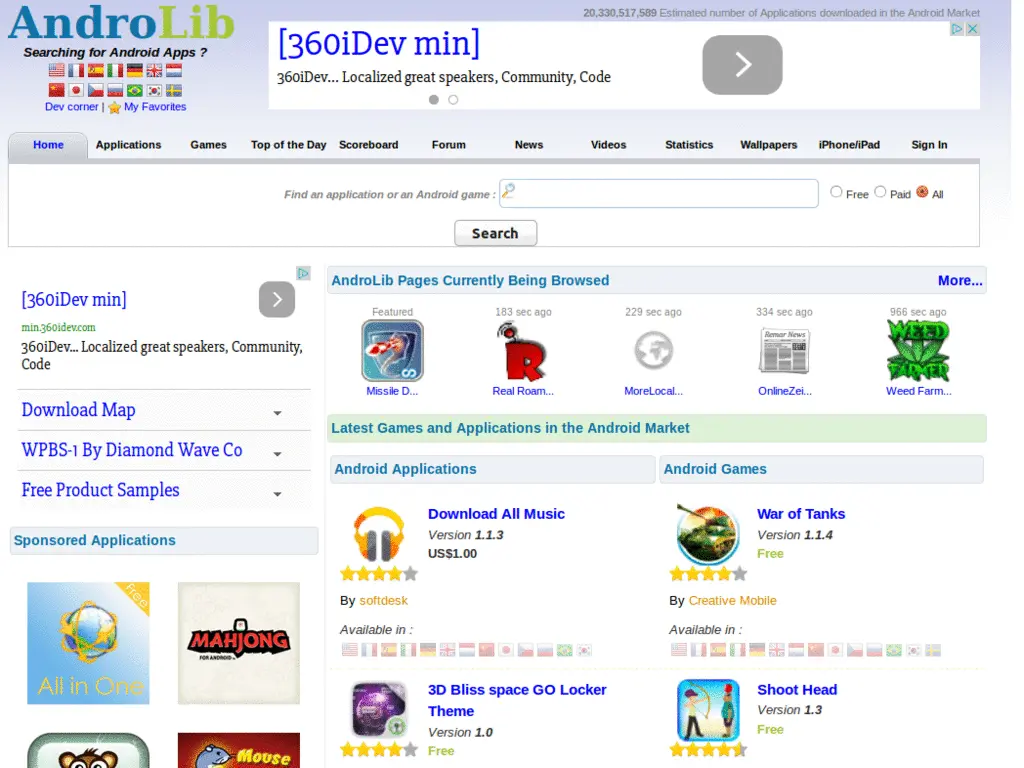 AndroLib
Searching for Android Apps ?
Dev corner | My Favorites
20,330,517,589 Estimated number of Applications downloaded in the Android Market
[360iDev min]
360iDev... Localized great speakers, Community, Code
Home Applications Games Top of the Day Scoreboard Forum News Videos Statistics Wallpapers iPhone/iPad Sign In
Find an application or an Android game : Free Paid All
Search
[360iDev min]
min.360idev.com
360iDev... Localized great speakers, Community,
Code
Download Map
WPBS-1 By Diamond Wave Co
Free Product Samples
Sponsored Applications
Free
All in One
MAHJONG
FOR ANDROID
Mouse
AndroLib Pages Currently Being Browsed More...
Featured 183 sec ago 229 sec ago 334 sec ago 966 sec ago
R
Remar News
WEED
FARMER
Missile D... Real Roam... MoreLocal... OnlineZei... Weed Farm...
Latest Games and Applications in the Android Market
Android Applications
Download All Music
Version 1.1.3
US$1.00
By softdesk
Available in :
3D Bliss space GO Locker
Theme
Version 1.0
Free
Android Games
War of Tanks
Version 1.1.4
Free
By Creative Mobile
Available in :
Shoot Head
Version 1.3
Free